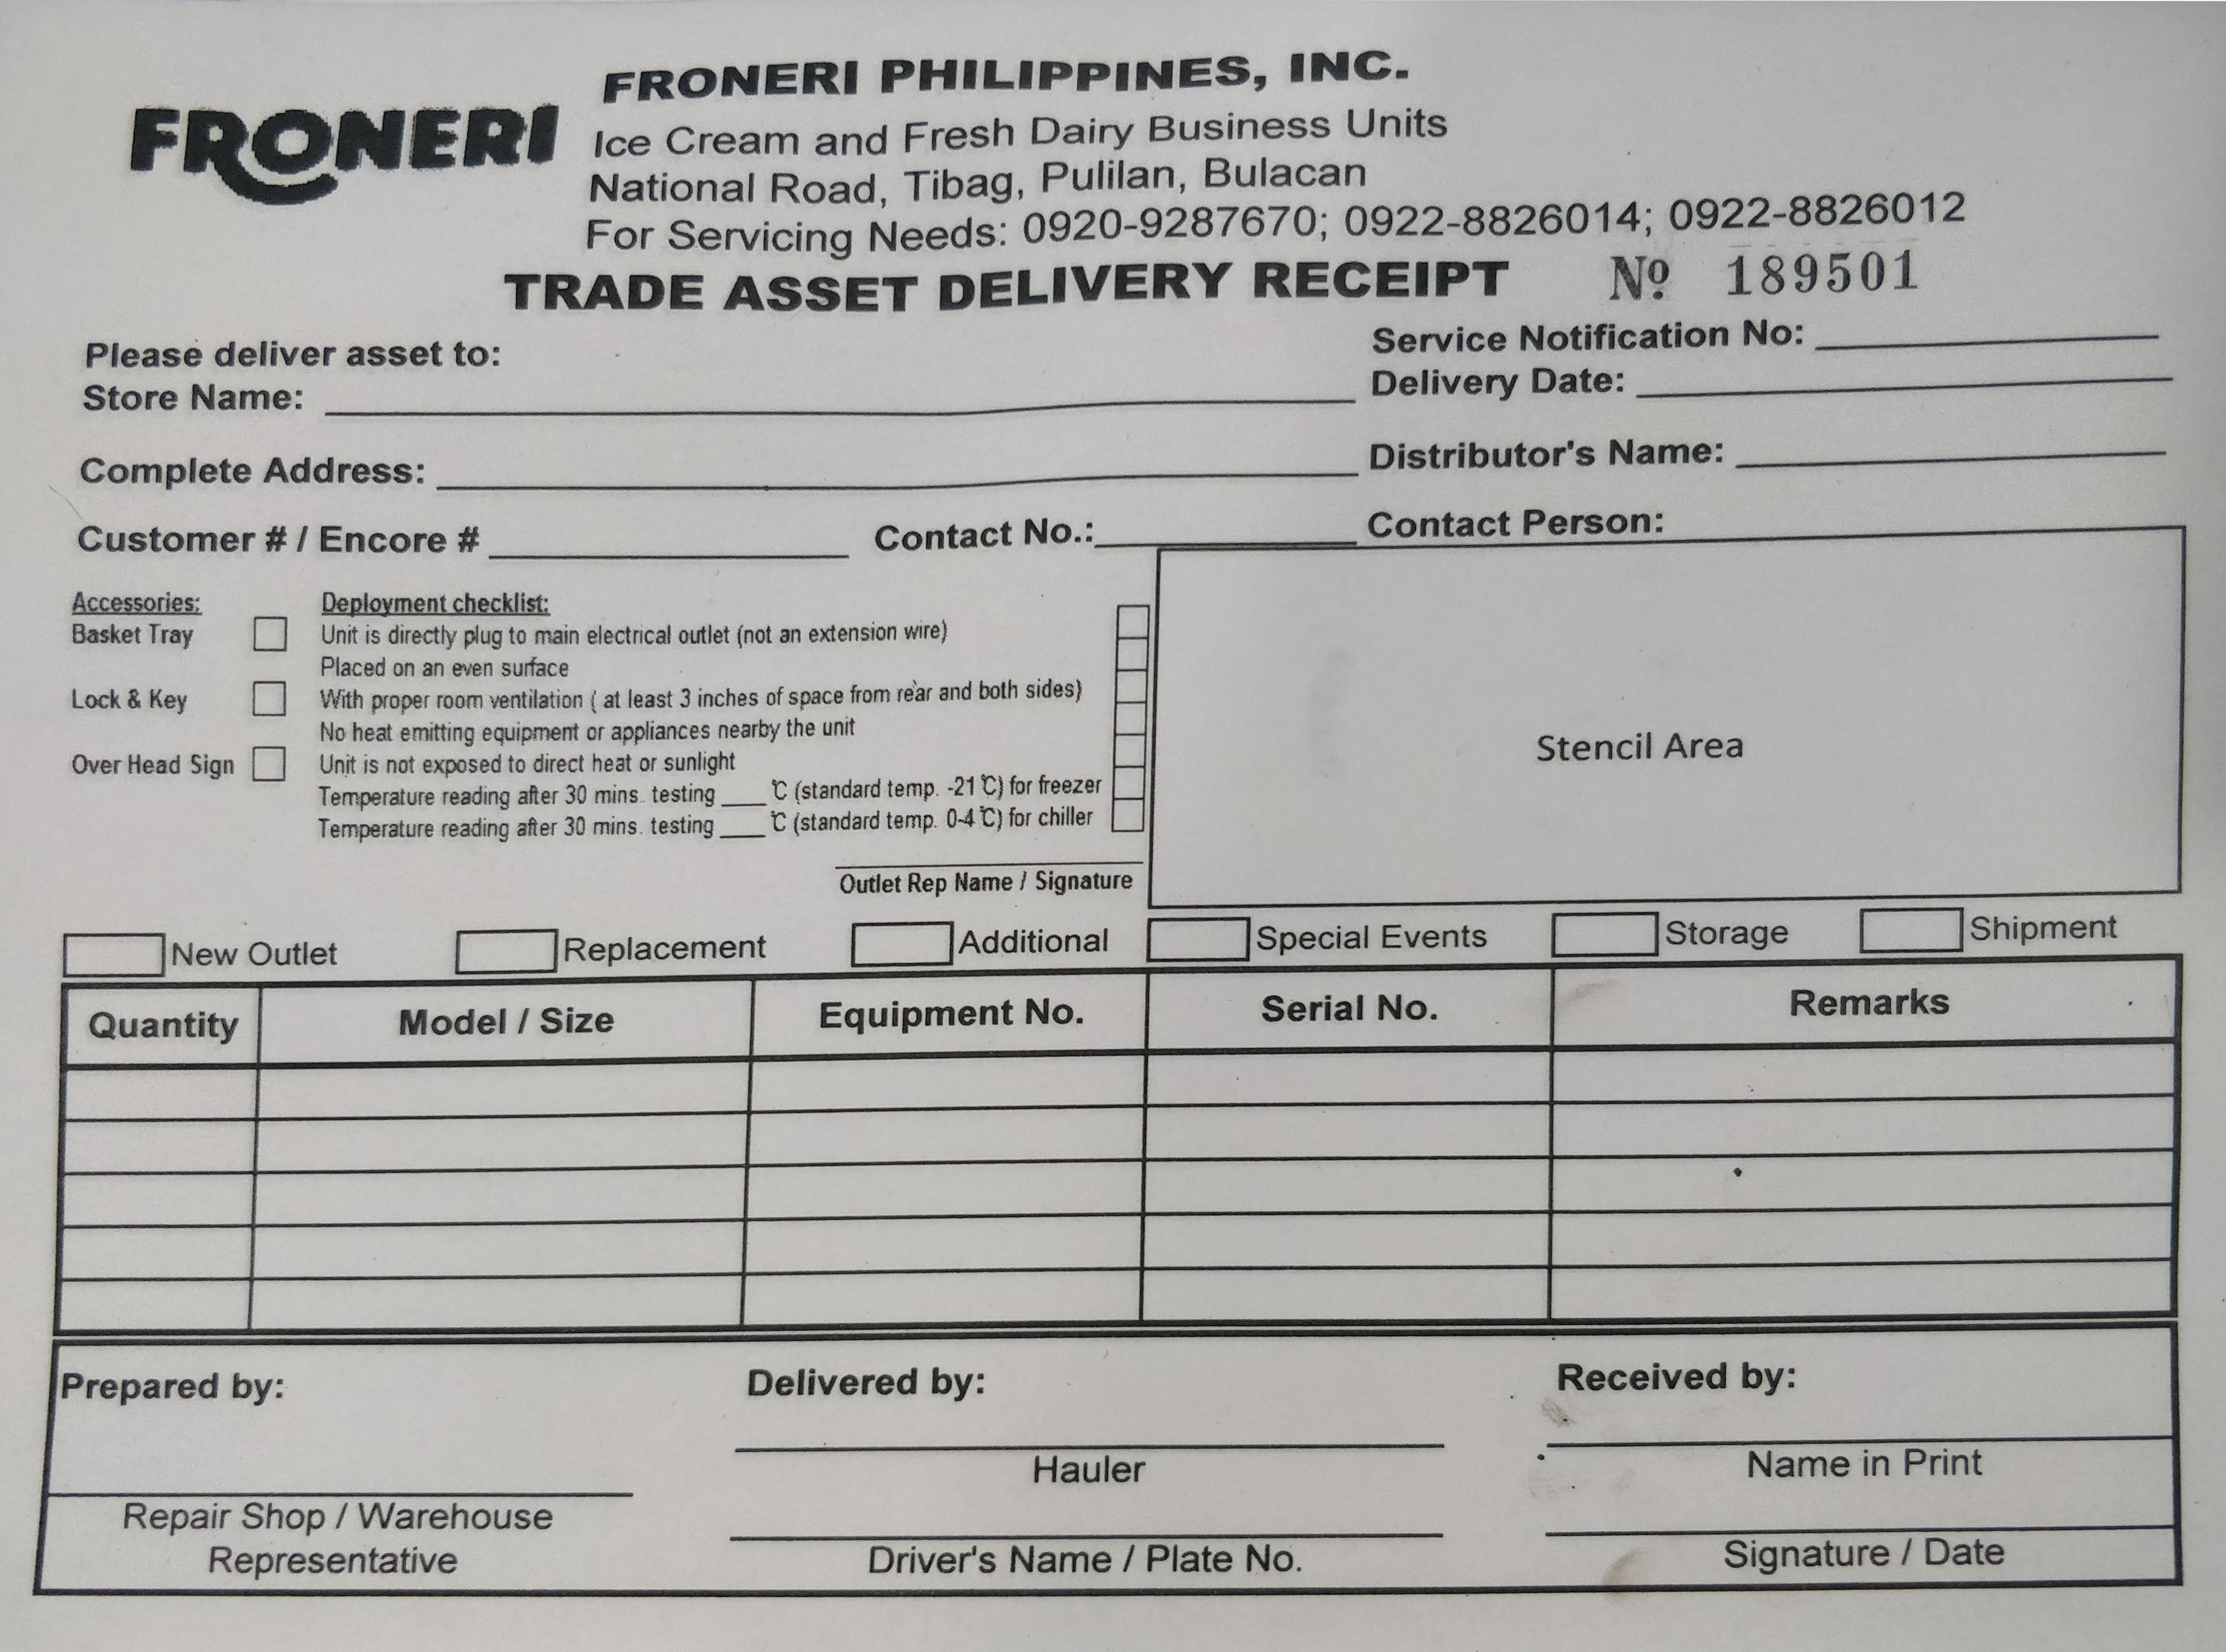 FRONERI
FRONERI PHILIPPINES, INC.
Ice Cream and Fresh Dairy Business Units
National Road, Tibag, Pulilan, Bulacan
For Servicing Needs: 0920-9287670; 0922-8826014; 0922-8826012
TRADE ASSET DELIVERY RECEIPT Nº 189501
Please deliver asset to:
Service Notification No:
Store Name:
Delivery Date:
Complete Address:
Distributor's Name:
Customer # / Encore #
Contact No.:
Contact Person:
Accessories:
Basket Tray
Lock & Key
Over Head Sign
Deployment checklist:
Unit is directly plug to main electrical outlet (not an extension wire)
Placed on an even surface
With proper room ventilation ( at least 3 inches of space from rear and both sides)
No heat emitting equipment or appliances nearby the unit
Unit is not exposed to direct heat or sunlight
Temperature reading after 30 mins. testing ____ °C (standard temp. -21°C) for freezer
Temperature reading after 30 mins. testing ____ °C (standard temp. 0-4°C) for chiller
Outlet Rep Name / Signature
Stencil Area
New Outlet
Replacement
Additional
Special Events
Storage
Shipment
Quantity
Model / Size
Equipment No.
Serial No.
Remarks
Prepared by:
Repair Shop / Warehouse
Representative
Delivered by:
Hauler
Driver's Name / Plate No.
Received by:
Name in Print
Signature / Date